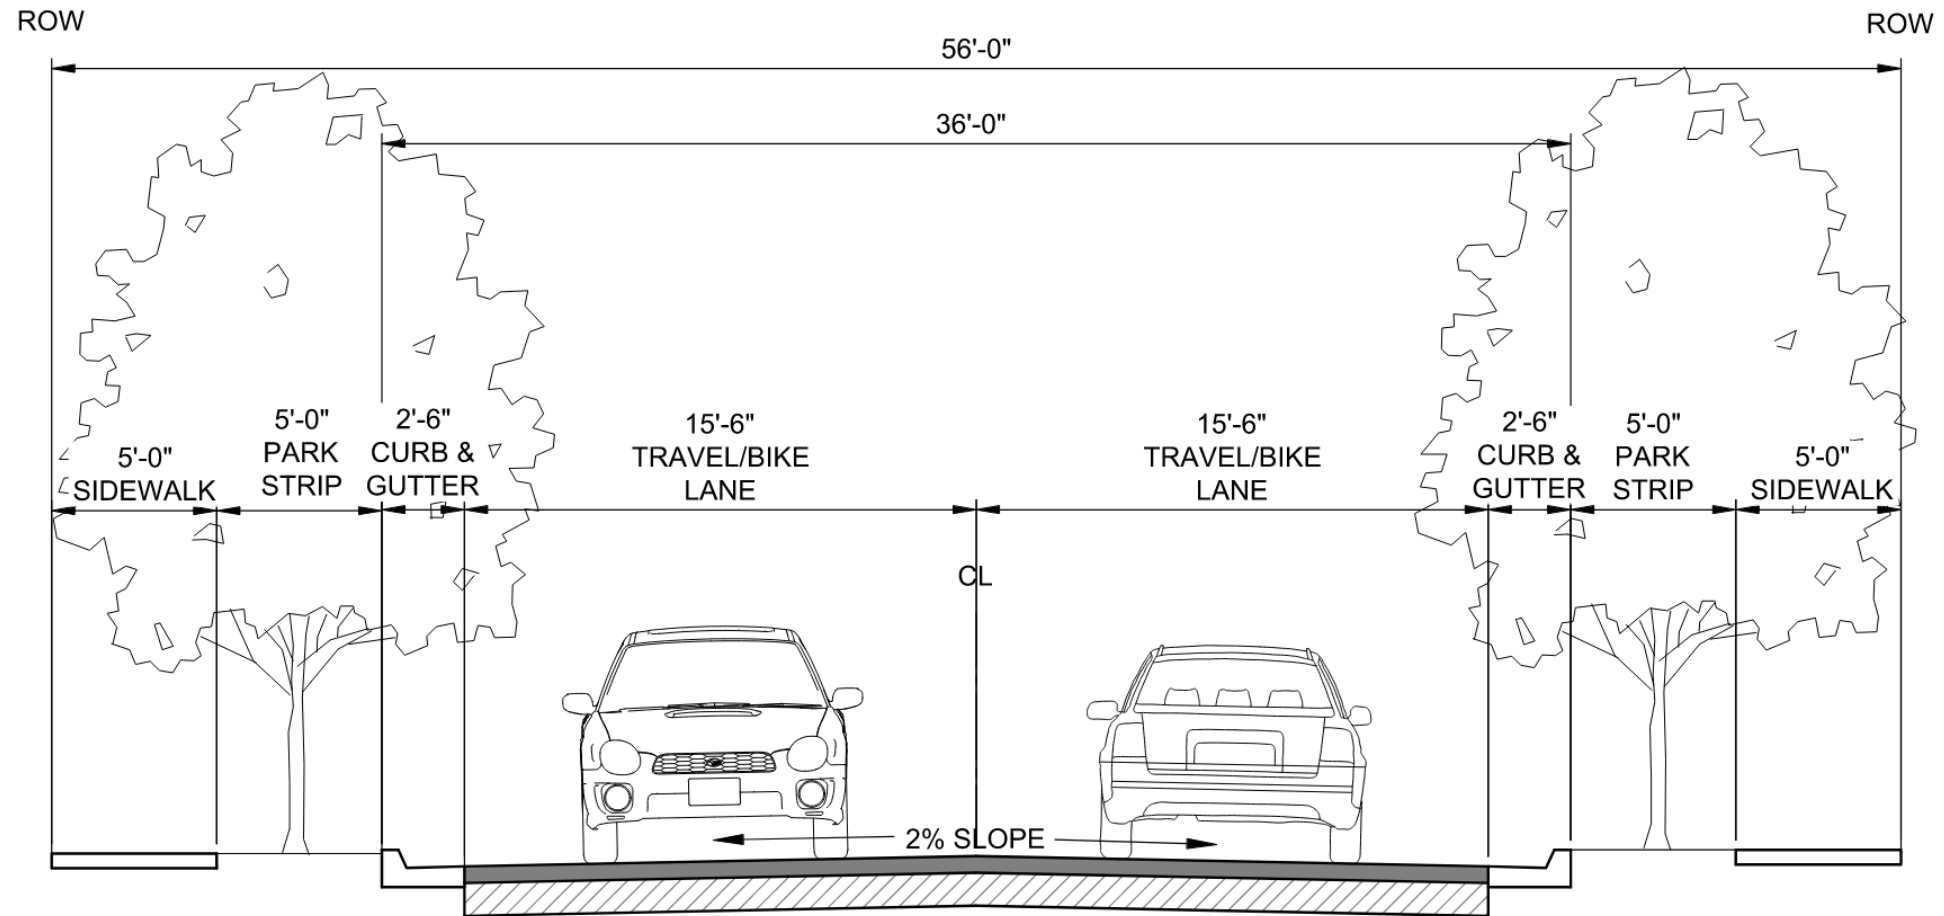 ROW
ROW
56'-0"
36'-0"
5'-0"
SIDEWALK
5'-0"
PARK
STRIP
2'-6"
CURB &
GUTTER
15'-6"
TRAVEL/BIKE
LANE
15'-6"
TRAVEL/BIKE
LANE
2'-6"
CURB &
GUTTER
5'-0"
PARK
STRIP
5'-0"
SIDEWALK
CL
2% SLOPE